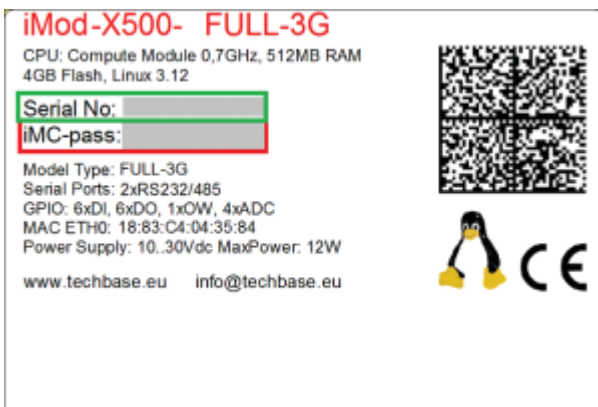 iMod-X500- FULL-3G
CPU: Compute Module 0,7GHz, 512MB RAM
4GB Flash, Linux 3.12
Serial No:
iMC-pass:
Model Type: FULL-3G
Serial Ports: 2xRS232/485
GPIO: 6xDI, 6xDO, 1xOW, 4xADC
MAC ETH0: 18:83:C4:04:35:84
Power Supply: 10..30Vdc MaxPower: 12W
www.techbase.eu info@techbase.eu
CE